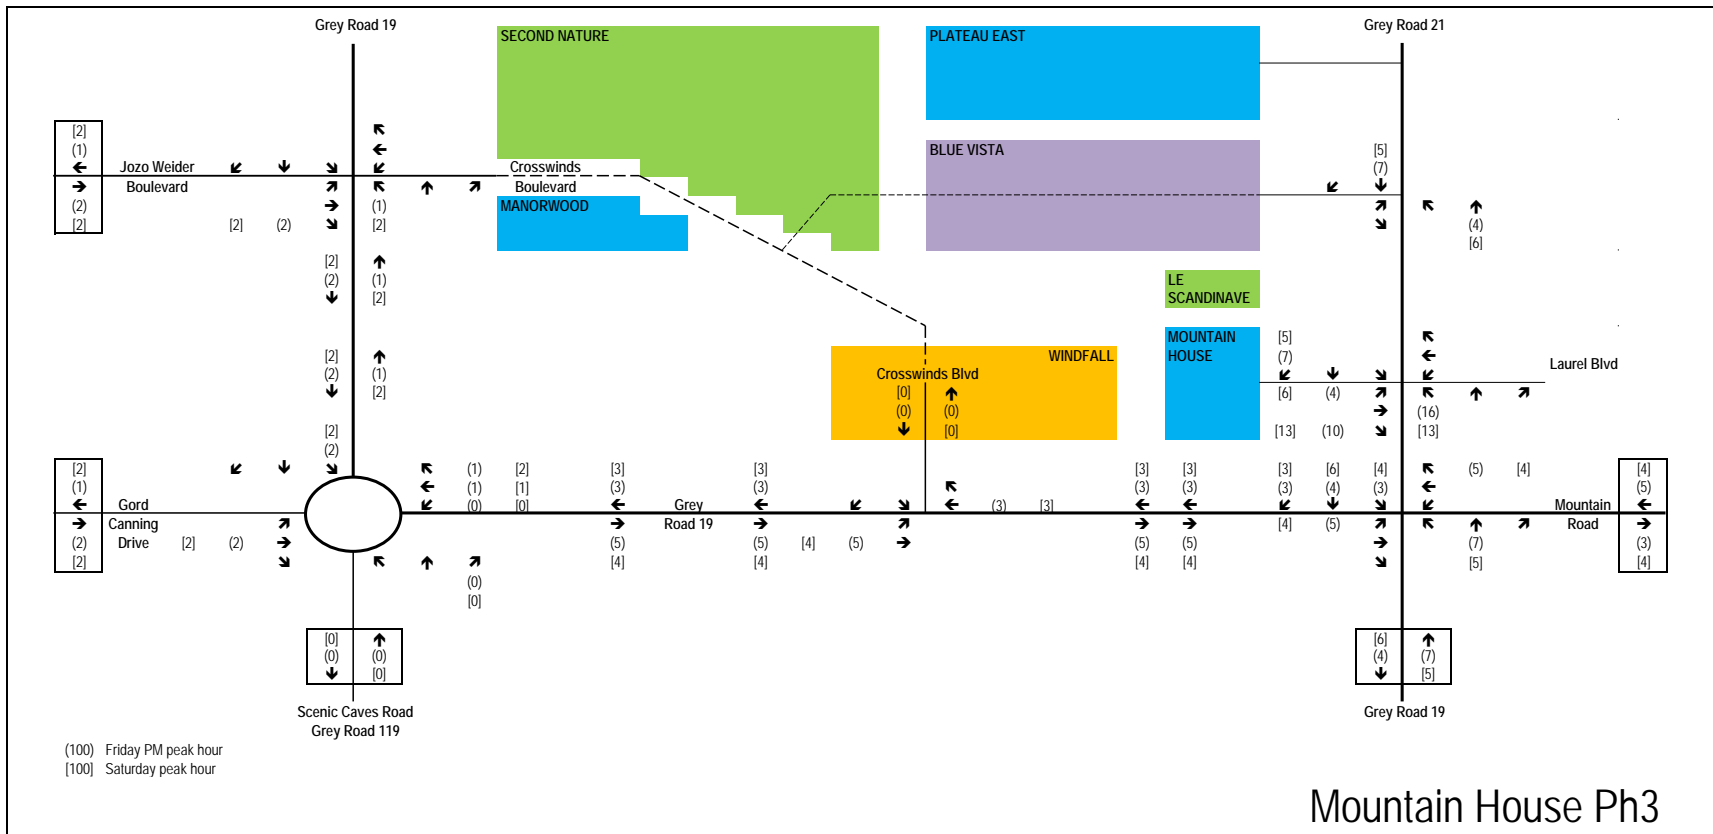 Grey Road 19
Grey Road 21
SECOND NATURE
PLATEAU EAST
[2]
(1)
Jozo Weider
Boulevard
(2)
[2]
[2] (2)
(1)
[2]
Crosswinds
Boulevard
MANORWOOD
BLUE VISTA
[5]
(7)
(4)
[6]
[2]
(2) (1)
[2]
LE
SCANDINAVE
MOUNTAIN
HOUSE
[5]
(7)
Laurel Blvd
[6] (4)
(16)
[13] (10) [13]
[2]
(2) (1)
[2]
WINDFALL
Crosswinds Blvd
[0]
(0) (0)
[0]
[2]
(2)
[2] (1) [2] [3] [3] [3] [3] [3] [6] [4] (5) [4] [4]
(1) (1) [1] (3) (3) (3) (3) (3) (4) (3) (5)
Gord (0) [0] Grey (3) [3] Mountain
Canning Road 19 [4] (5) Road
(2) Drive [2] (2) (5) (5) [4] (5) (5) (5) (7) (3)
[2] [4] [4] [4] [4] [5] [4]
(0)
[0]
[0]
(0) (0)
[0]
[6]
(4) (7)
[5]
Scenic Caves Road
Grey Road 119
Grey Road 19
(100) Friday PM peak hour
[100] Saturday peak hour
Mountain House Ph3